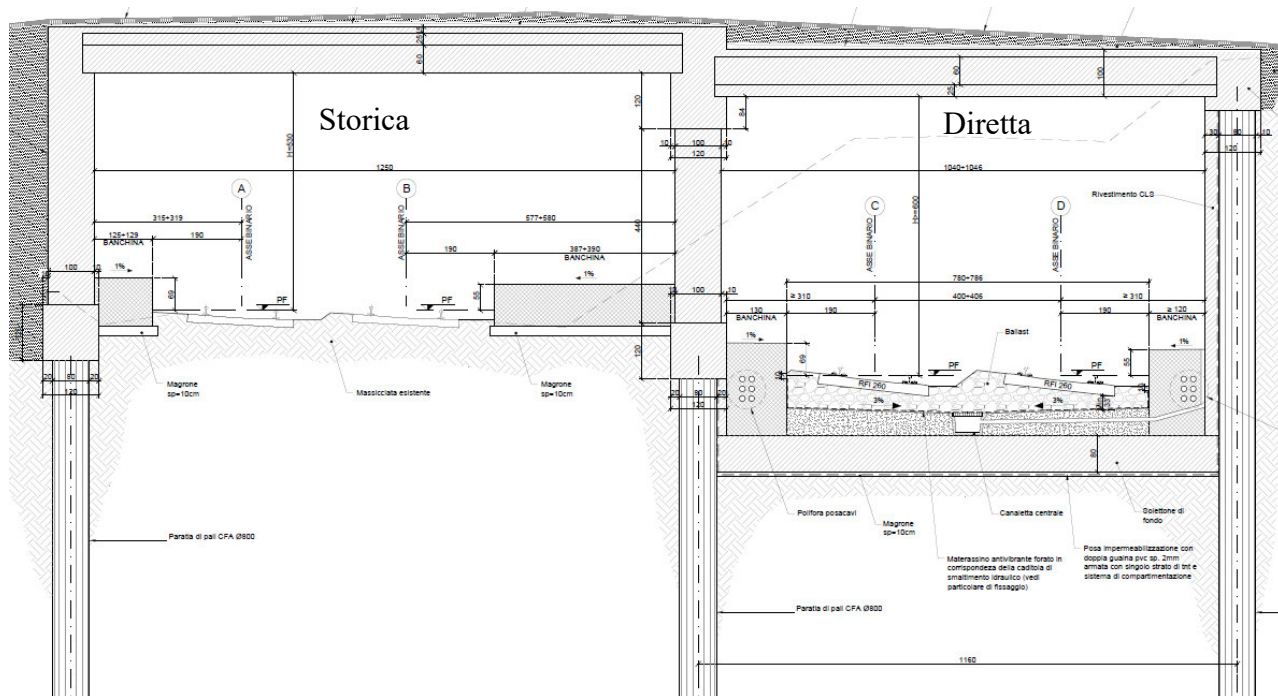 Storica
Diretta
25
5
60
120
H=530
1250
A
B
ASSE BINARIO
ASSE BINARIO
315÷319
577÷580
125÷129
BANCHINA
190
190
387÷390
BANCHINA
100
1%
1%
69
55
PF
PF
20
80
20
120
Magrone
sp=10cm
Massicciata esistente
Magrone
sp=10cm
Paratia di pali CFA Ø800
10
100
10
120
440
100
10
120
20
80
20
120
84
60
25
100
1040÷1046
C
D
ASSE BINARIO
ASSE BINARIO
Rivestimento CLS
30
80
10
120
780÷786
≥ 310
400÷406
≥ 310
130
BANCHINA
190
190
≥ 120
BANCHINA
1%
1%
69
55
Ballast
PF
PF
RFI 260
RFI 260
3%
3%
80
Polifora posacavi
Magrone
sp=10cm
Canaletta centrale
Solettone di
fondo
Materassino antivibrante forato in
corrispondeza della caditoia di
smaltimento idraulico (vedi
particolare di fissaggio)
Posa impermeabilizzazione con
doppia guaina pvc sp. 2mm
armata con singolo strato di tnt e
sistema di compartimentazione
Paratia di pali CFA Ø800
1160